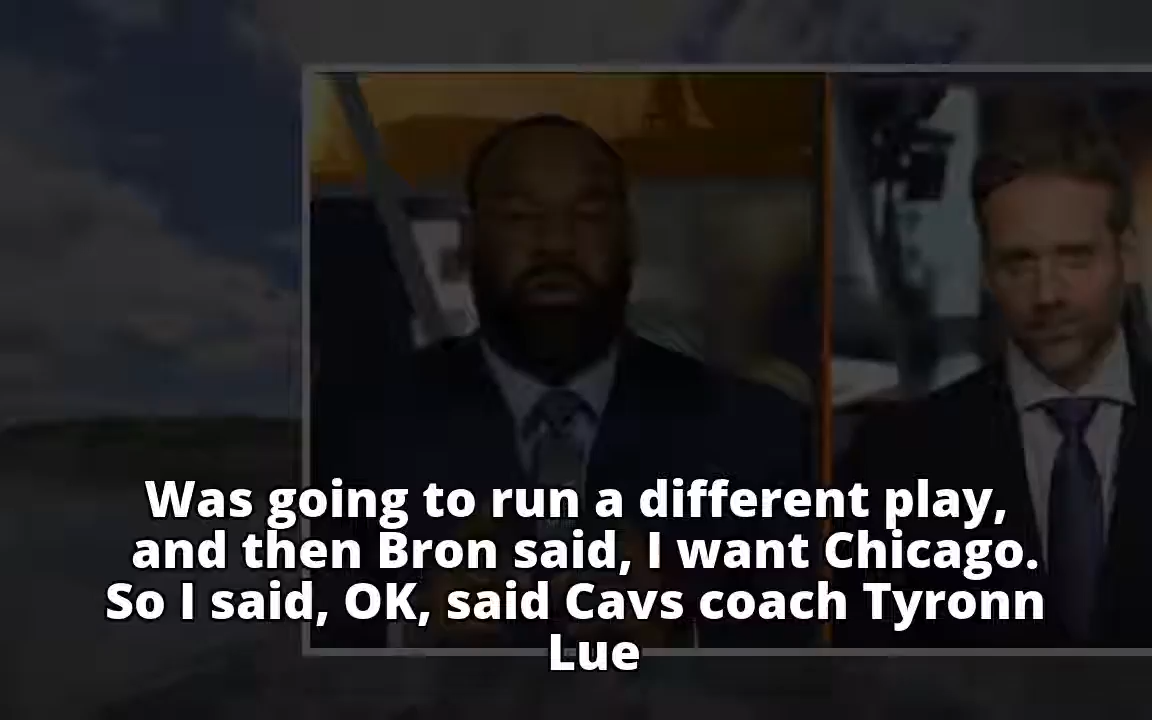 Was going to run a different play,
and then Bron said, I want Chicago.
So I said, OK, said Cavs coach Tyronn
Lue